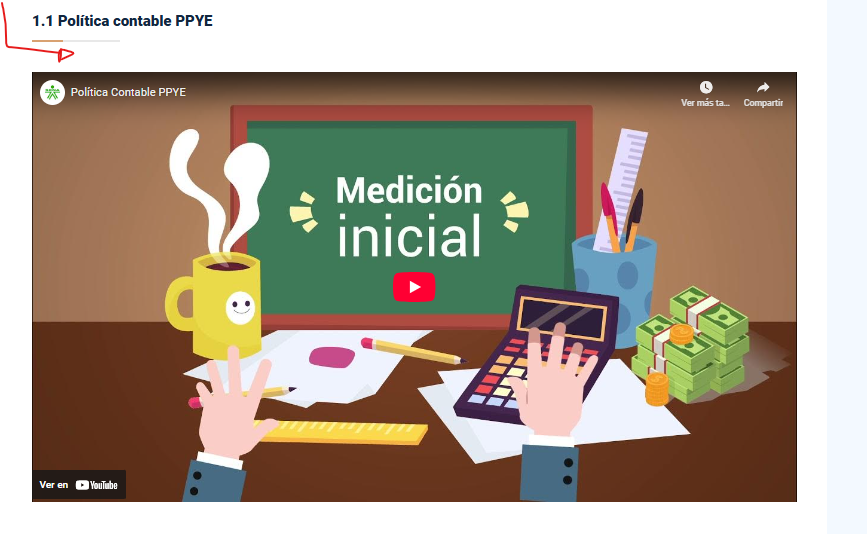 1.1 Política contable PPYE
Política Contable PPYE
Ver más ta...
Compartir
Medición
inicial
Ver en YouTube